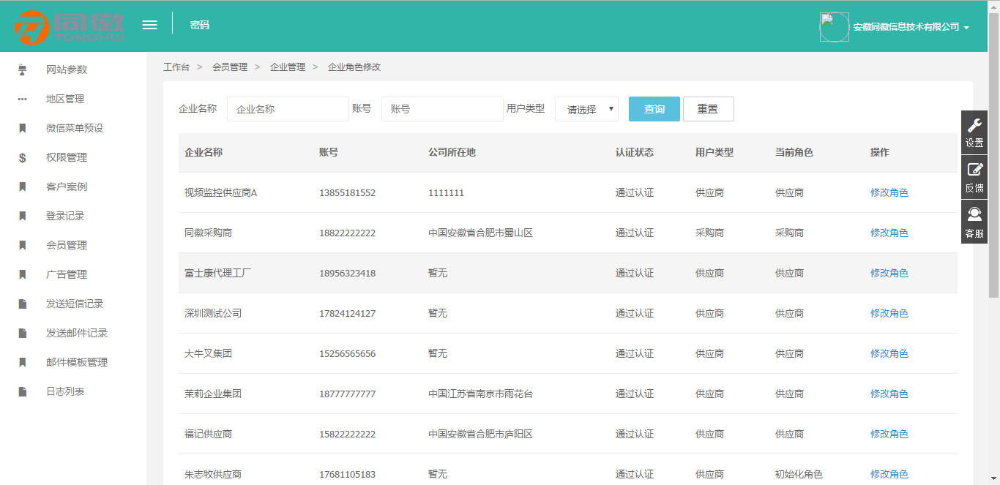 同徽
TONGHUI
密码
安徽同徽信息技术有限公司
网站参数
地区管理
微信菜单预设
权限管理
客户案例
登录记录
会员管理
广告管理
发送短信记录
发送邮件记录
邮件模板管理
日志列表
工作台 > 会员管理 > 企业管理 > 企业角色修改
企业名称 企业名称 账号 账号 用户类型 请选择 查询 重置
企业名称 账号 公司所在地 认证状态 用户类型 当前角色 操作
视频监控供应商A 13855181552 1111111 通过认证 供应商 供应商 修改角色
同徽采购商 18822222222 中国安徽省合肥市蜀山区 通过认证 采购商 采购商 修改角色
富士康代理工厂 18956323418 暂无 通过认证 供应商 供应商 修改角色
深圳测试公司 17824124127 暂无 通过认证 供应商 供应商 修改角色
大牛叉集团 15256565656 暂无 通过认证 供应商 供应商 修改角色
茉莉企业集团 18777777777 中国江苏省南京市雨花台 通过认证 供应商 供应商 修改角色
福记供应商 15822222222 中国安徽省合肥市庐阳区 通过认证 供应商 供应商 修改角色
朱志牧供应商 17681105183 暂无 通过认证 供应商 初始化角色 修改角色
设置
反馈
客服